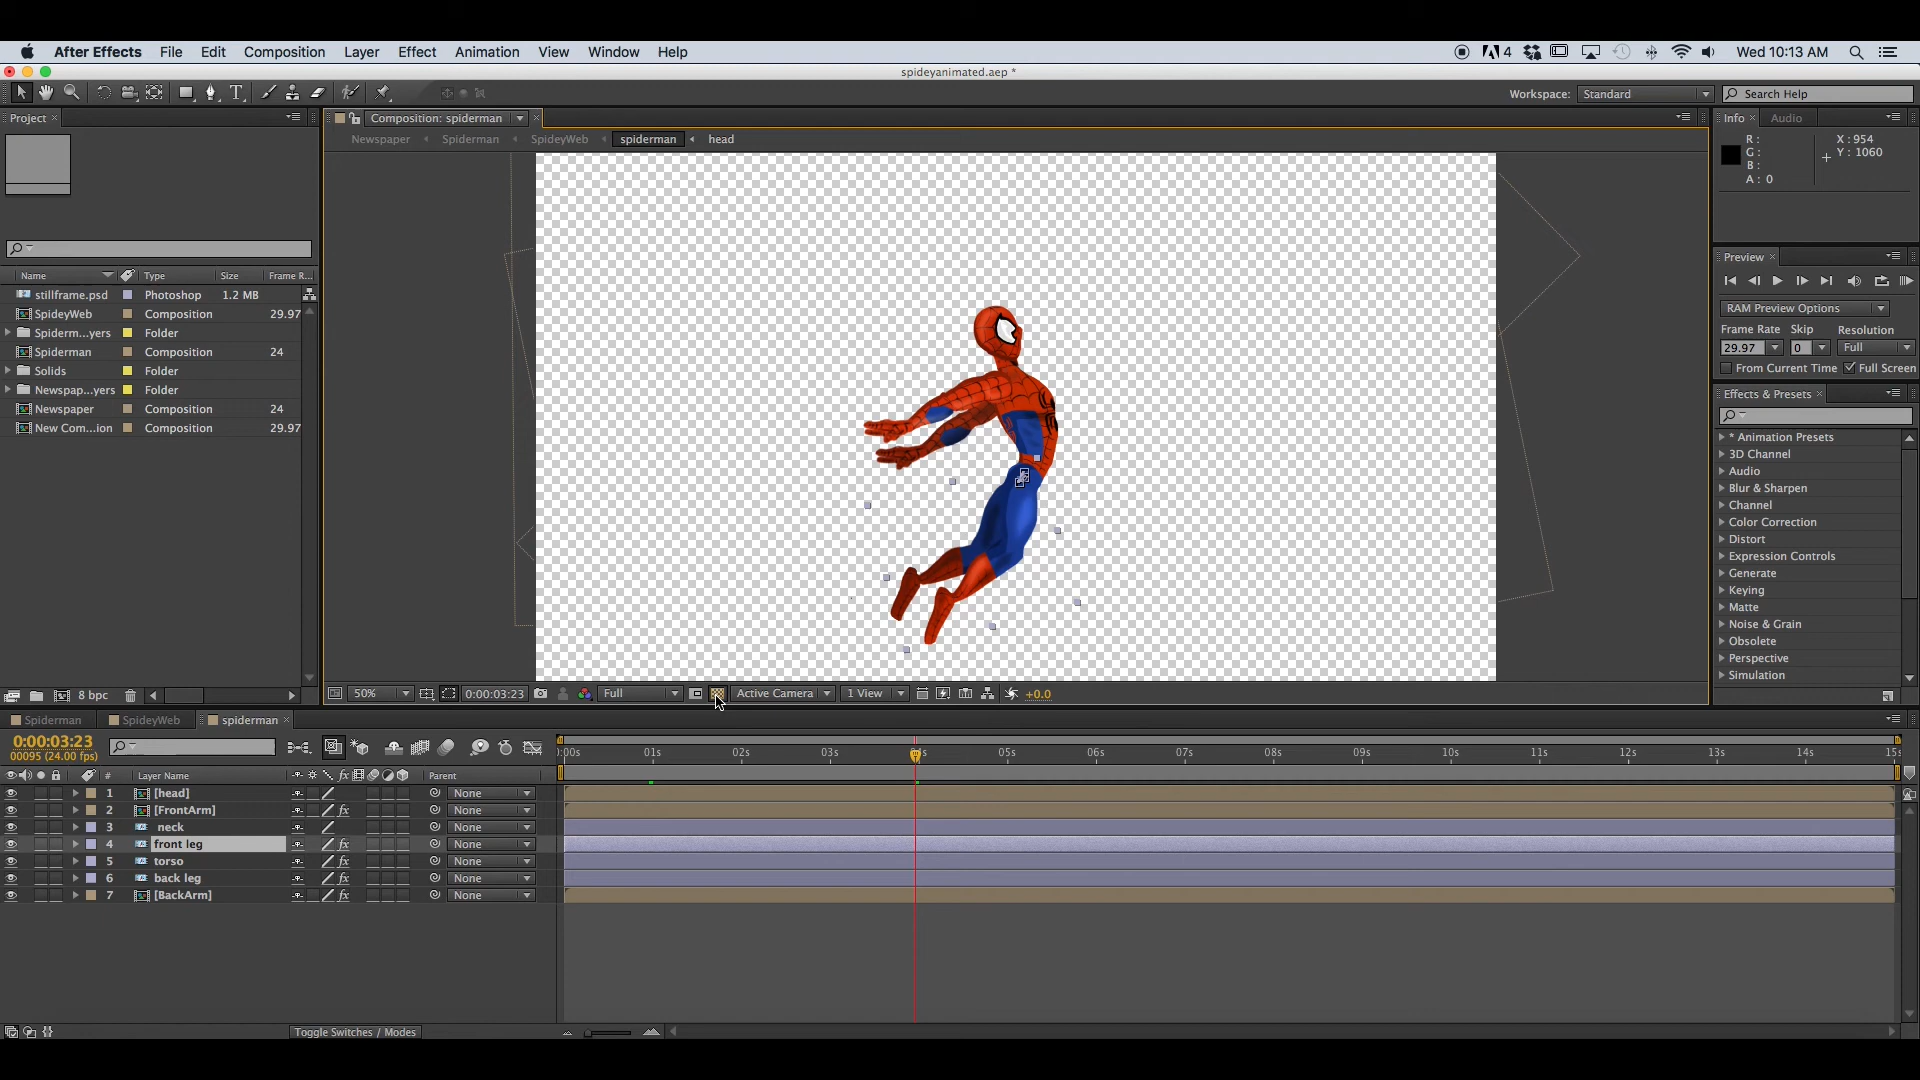 After Effects File Edit Composition Layer Effect Animation View Window Help 4 Wed 10:13 AM
spideyanimated.aep *
Workspace: Standard Search Help
Project Composition: spiderman Info Audio
Newspaper Spiderman SpideyWeb spiderman head
R: X: 954
G: Y: 1060
B:
A: 0
Preview
RAM Preview Options
Frame Rate Skip Resolution
29.97 0 Full
From Current Time Full Screen
Name Type Size Frame R...
stillframe.psd Photoshop 1.2 MB
SpideyWeb Composition 29.97
Spiderm...yers Folder
Spiderman Composition 24
Solids Folder
Newspap...yers Folder
Newspaper Composition 24
New Com...ion Composition 29.97
Effects & Presets
* Animation Presets
3D Channel
Audio
Blur & Sharpen
Channel
Color Correction
Distort
Expression Controls
Generate
Keying
Matte
Noise & Grain
Obsolete
Perspective
Simulation
8 bpc
50% 0:00:03:23 Full Active Camera 1 View +0.0
Spiderman SpideyWeb spiderman
0:00:03:23
00095 (24.00 fps)
:00s 01s 02s 03s 05s 06s 07s 08s 09s 10s 11s 12s 13s 14s 15s
# Layer Name fx Parent
1 [head] None
2 [FrontArm] fx None
3 neck None
4 front leg fx None
5 torso fx None
6 back leg fx None
7 [BackArm] fx None
Toggle Switches / Modes